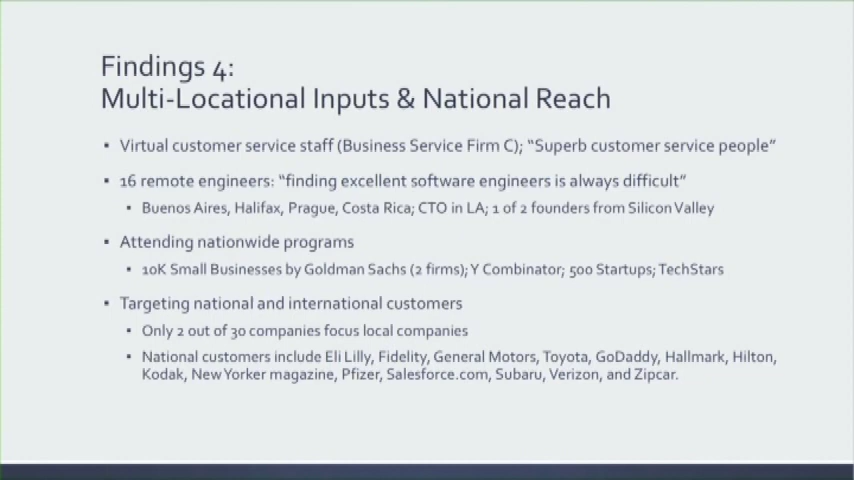 Findings 4:
Multi-Locational Inputs & National Reach
▪ Virtual customer service staff (Business Service Firm C); “Superb customer service people”
▪ 16 remote engineers: “finding excellent software engineers is always difficult”
▪ Buenos Aires, Halifax, Prague, Costa Rica; CTO in LA; 1 of 2 founders from Silicon Valley
▪ Attending nationwide programs
▪ 10K Small Businesses by Goldman Sachs (2 firms); Y Combinator; 500 Startups; TechStars
▪ Targeting national and international customers
▪ Only 2 out of 30 companies focus local companies
▪ National customers include Eli Lilly, Fidelity, General Motors, Toyota, GoDaddy, Hallmark, Hilton,
Kodak, New Yorker magazine, Pfizer, Salesforce.com, Subaru, Verizon, and Zipcar.